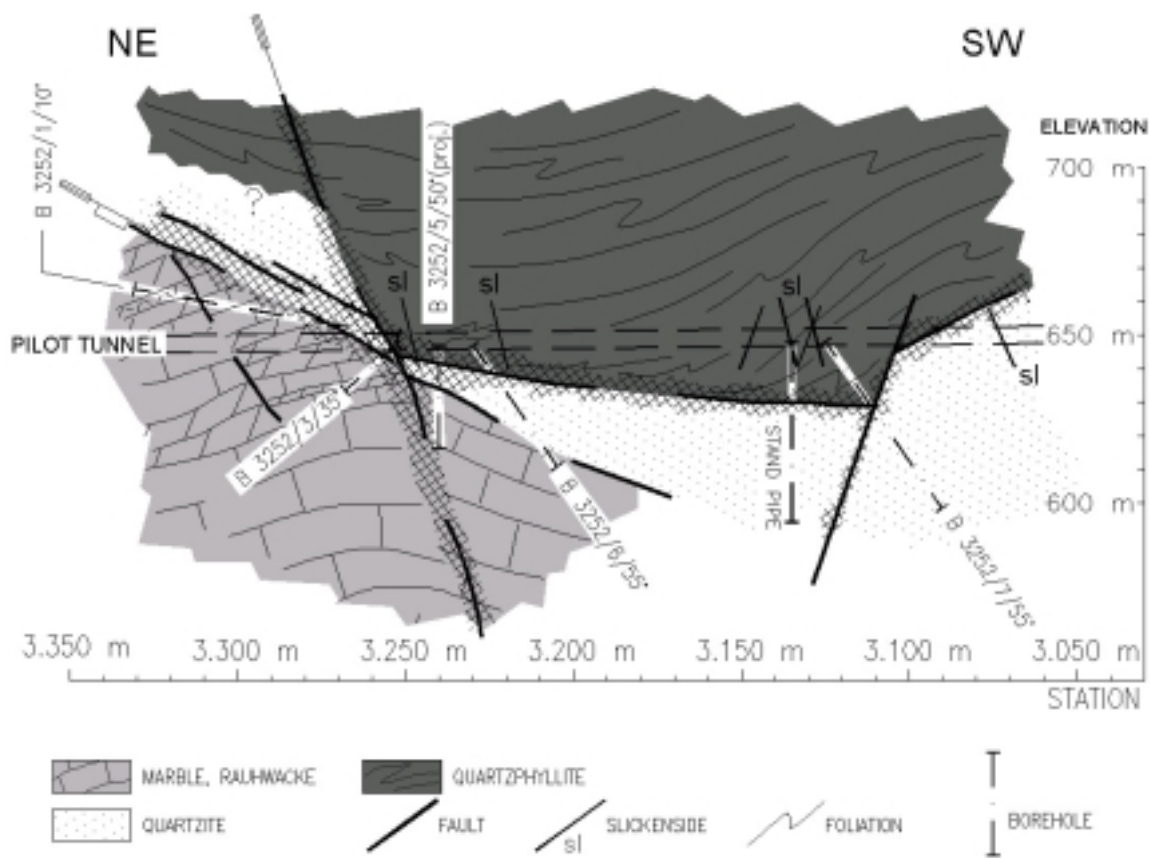 NE
SW
B 3252/1/10°
B 3252/5/50°(proj.)
ELEVATION
700 m
?
sl
sl
sl
PILOT TUNNEL
650 m
sl
B 3252/3/35°
B 3252/6/55°
STAND PIPE
600 m
B 3252/7/55°
3.350 m
3.300 m
3.250 m
3.200 m
3.150 m
3.100 m
3.050 m
STATION
MARBLE, RAUHWACKE
QUARTZPHYLLITE
QUARTZITE
FAULT
sl
SLICKENSIDE
FOLIATION
BOREHOLE